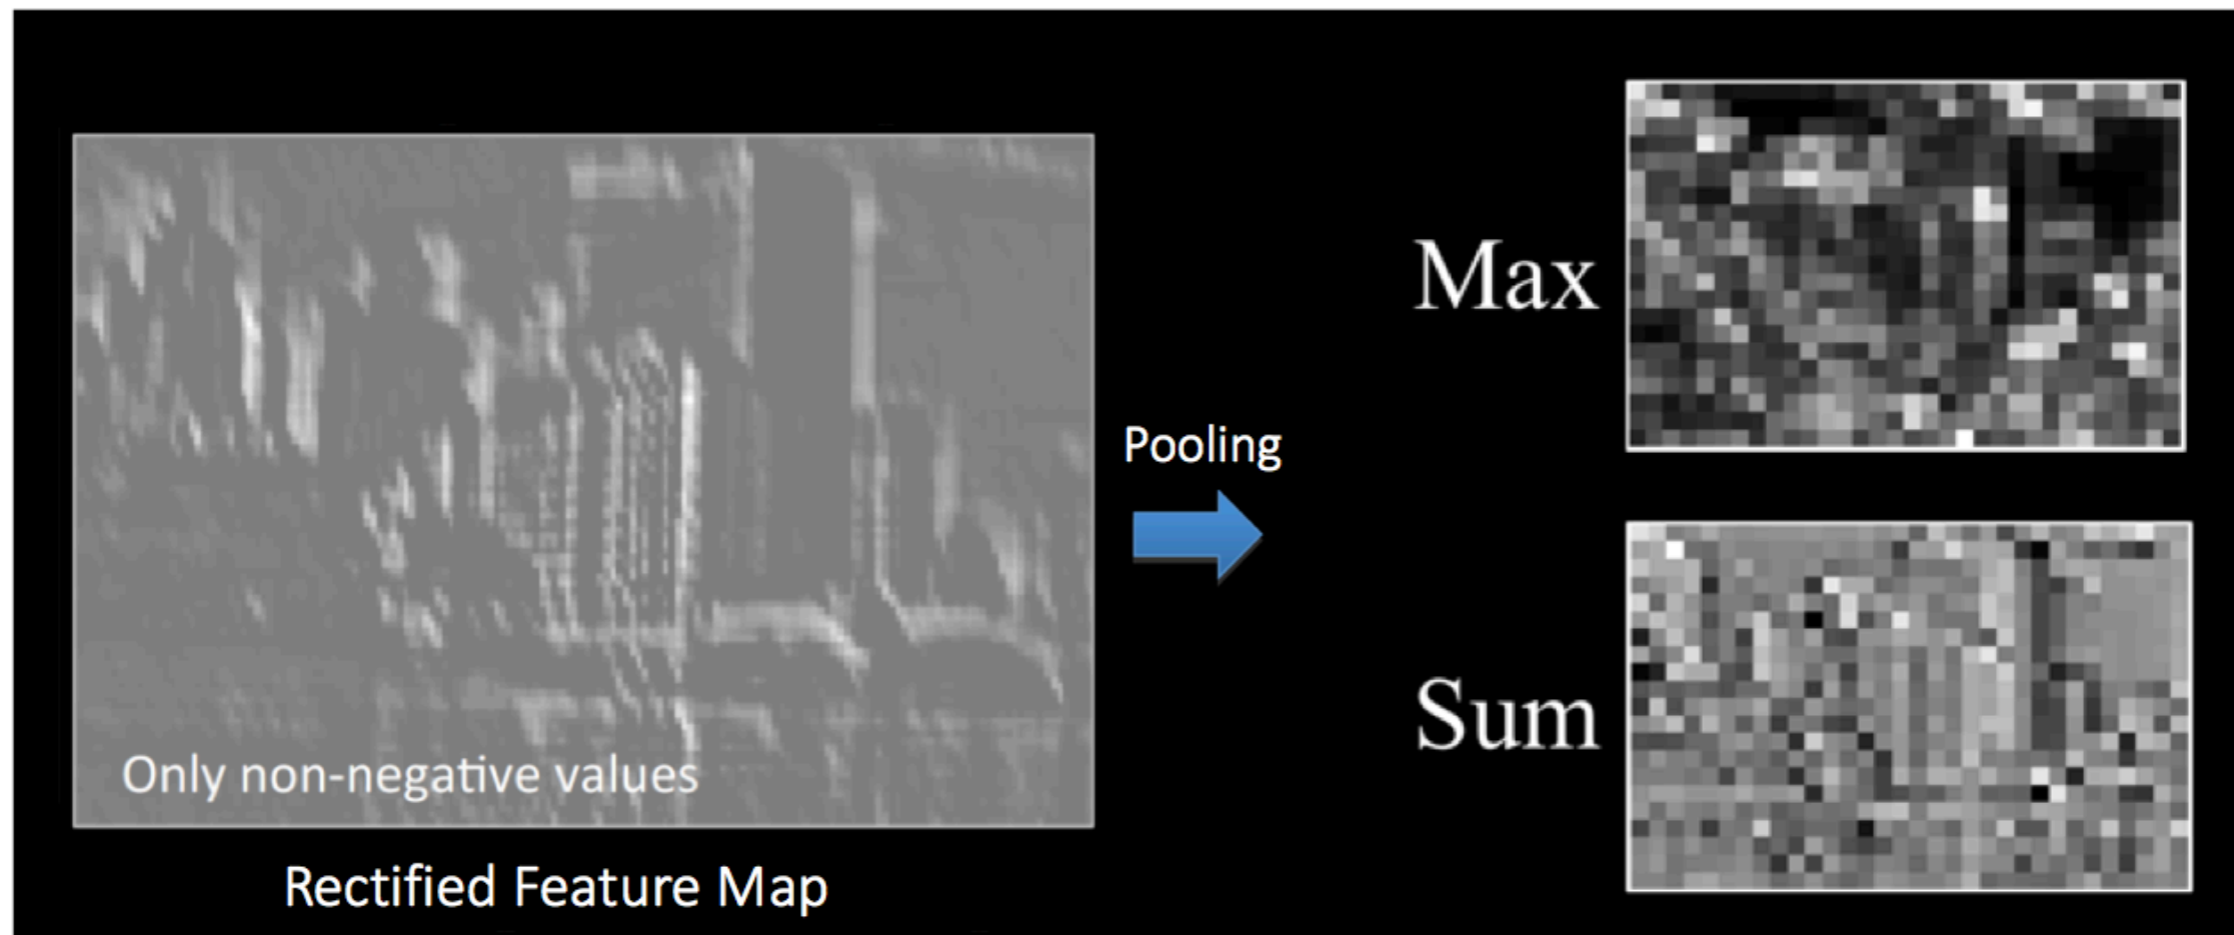 Only non-negative values
Rectified Feature Map
Pooling
Max
Sum